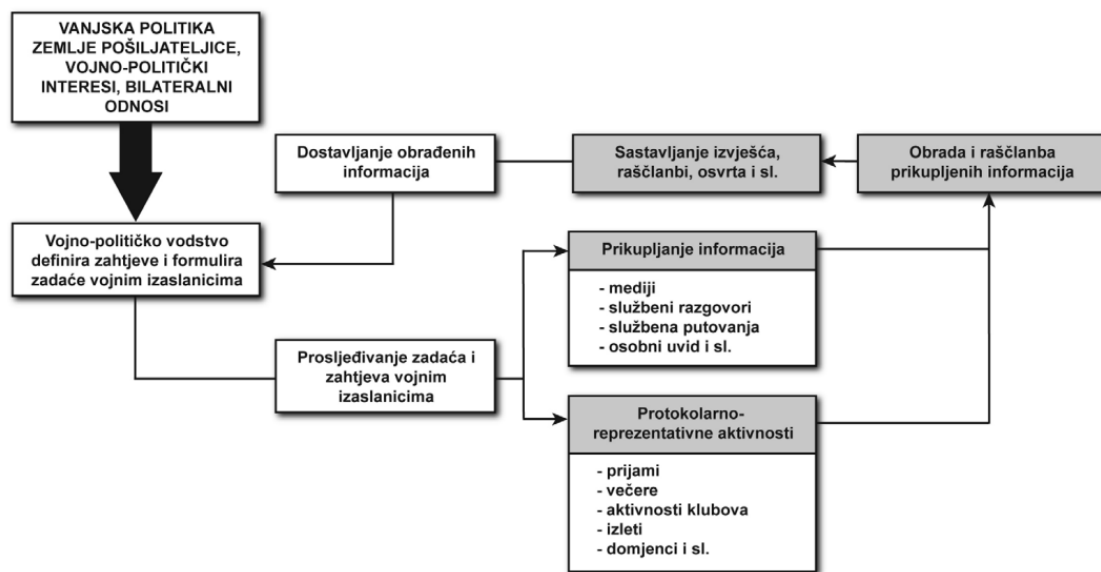 VANJSKA POLITIKA
ZEMLJE POŠILJATELJICE,
VOJNO-POLITIČKI
INTERESI, BILATERALNI
ODNOSI
Dostavljanje obrađenih
informacija
Sastavljanje izvješća,
raščlanbi, osvrta i sl.
Obrada i raščlanba
prikupljenih informacija
Vojno-političko vodstvo
definira zahtjeve i formulira
zadaće vojnim izaslanicima
Prikupljanje informacija
- mediji
- službeni razgovori
- službena putovanja
- osobni uvid i sl.
Prosljeđivanje zadaća i
zahtjeva vojnim
izaslanicima
Protokolarno-
reprezentativne aktivnosti
- prijami
- večere
- aktivnosti klubova
- izleti
- domjenci i sl.